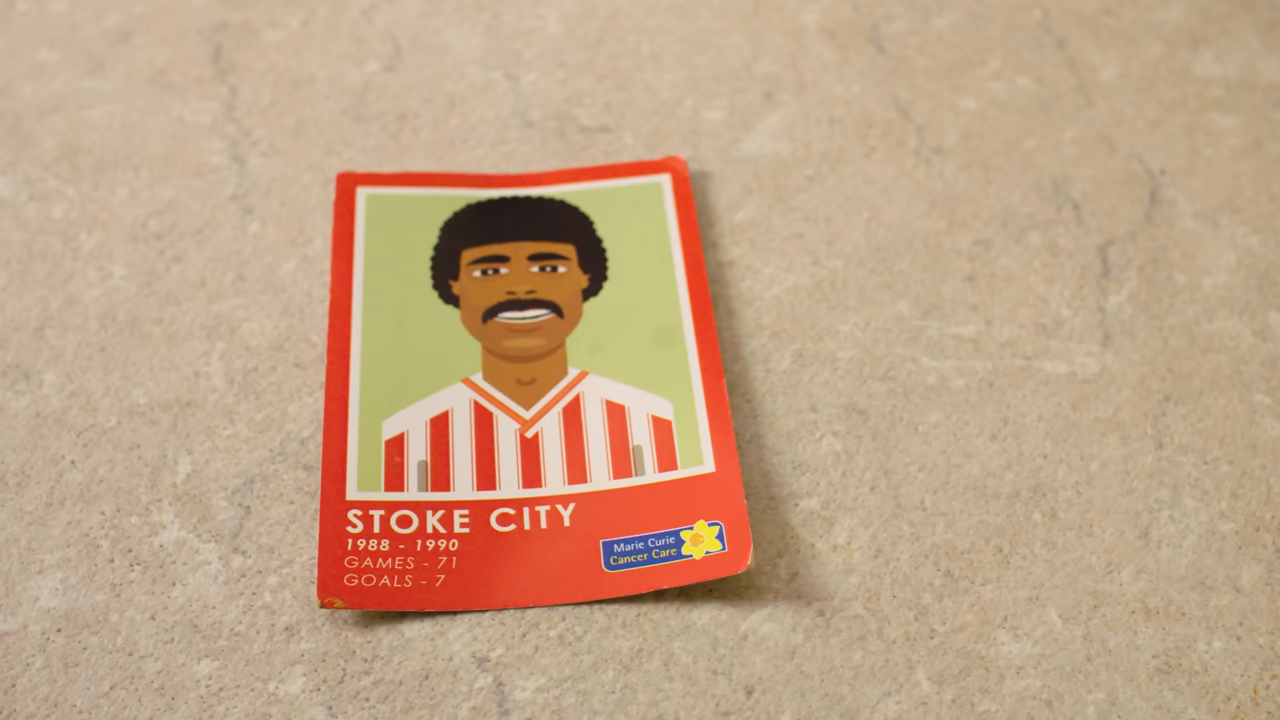 STOKE CITY
1988 - 1990
GAMES - 71
GOALS - 7
Marie Curie
Cancer Care